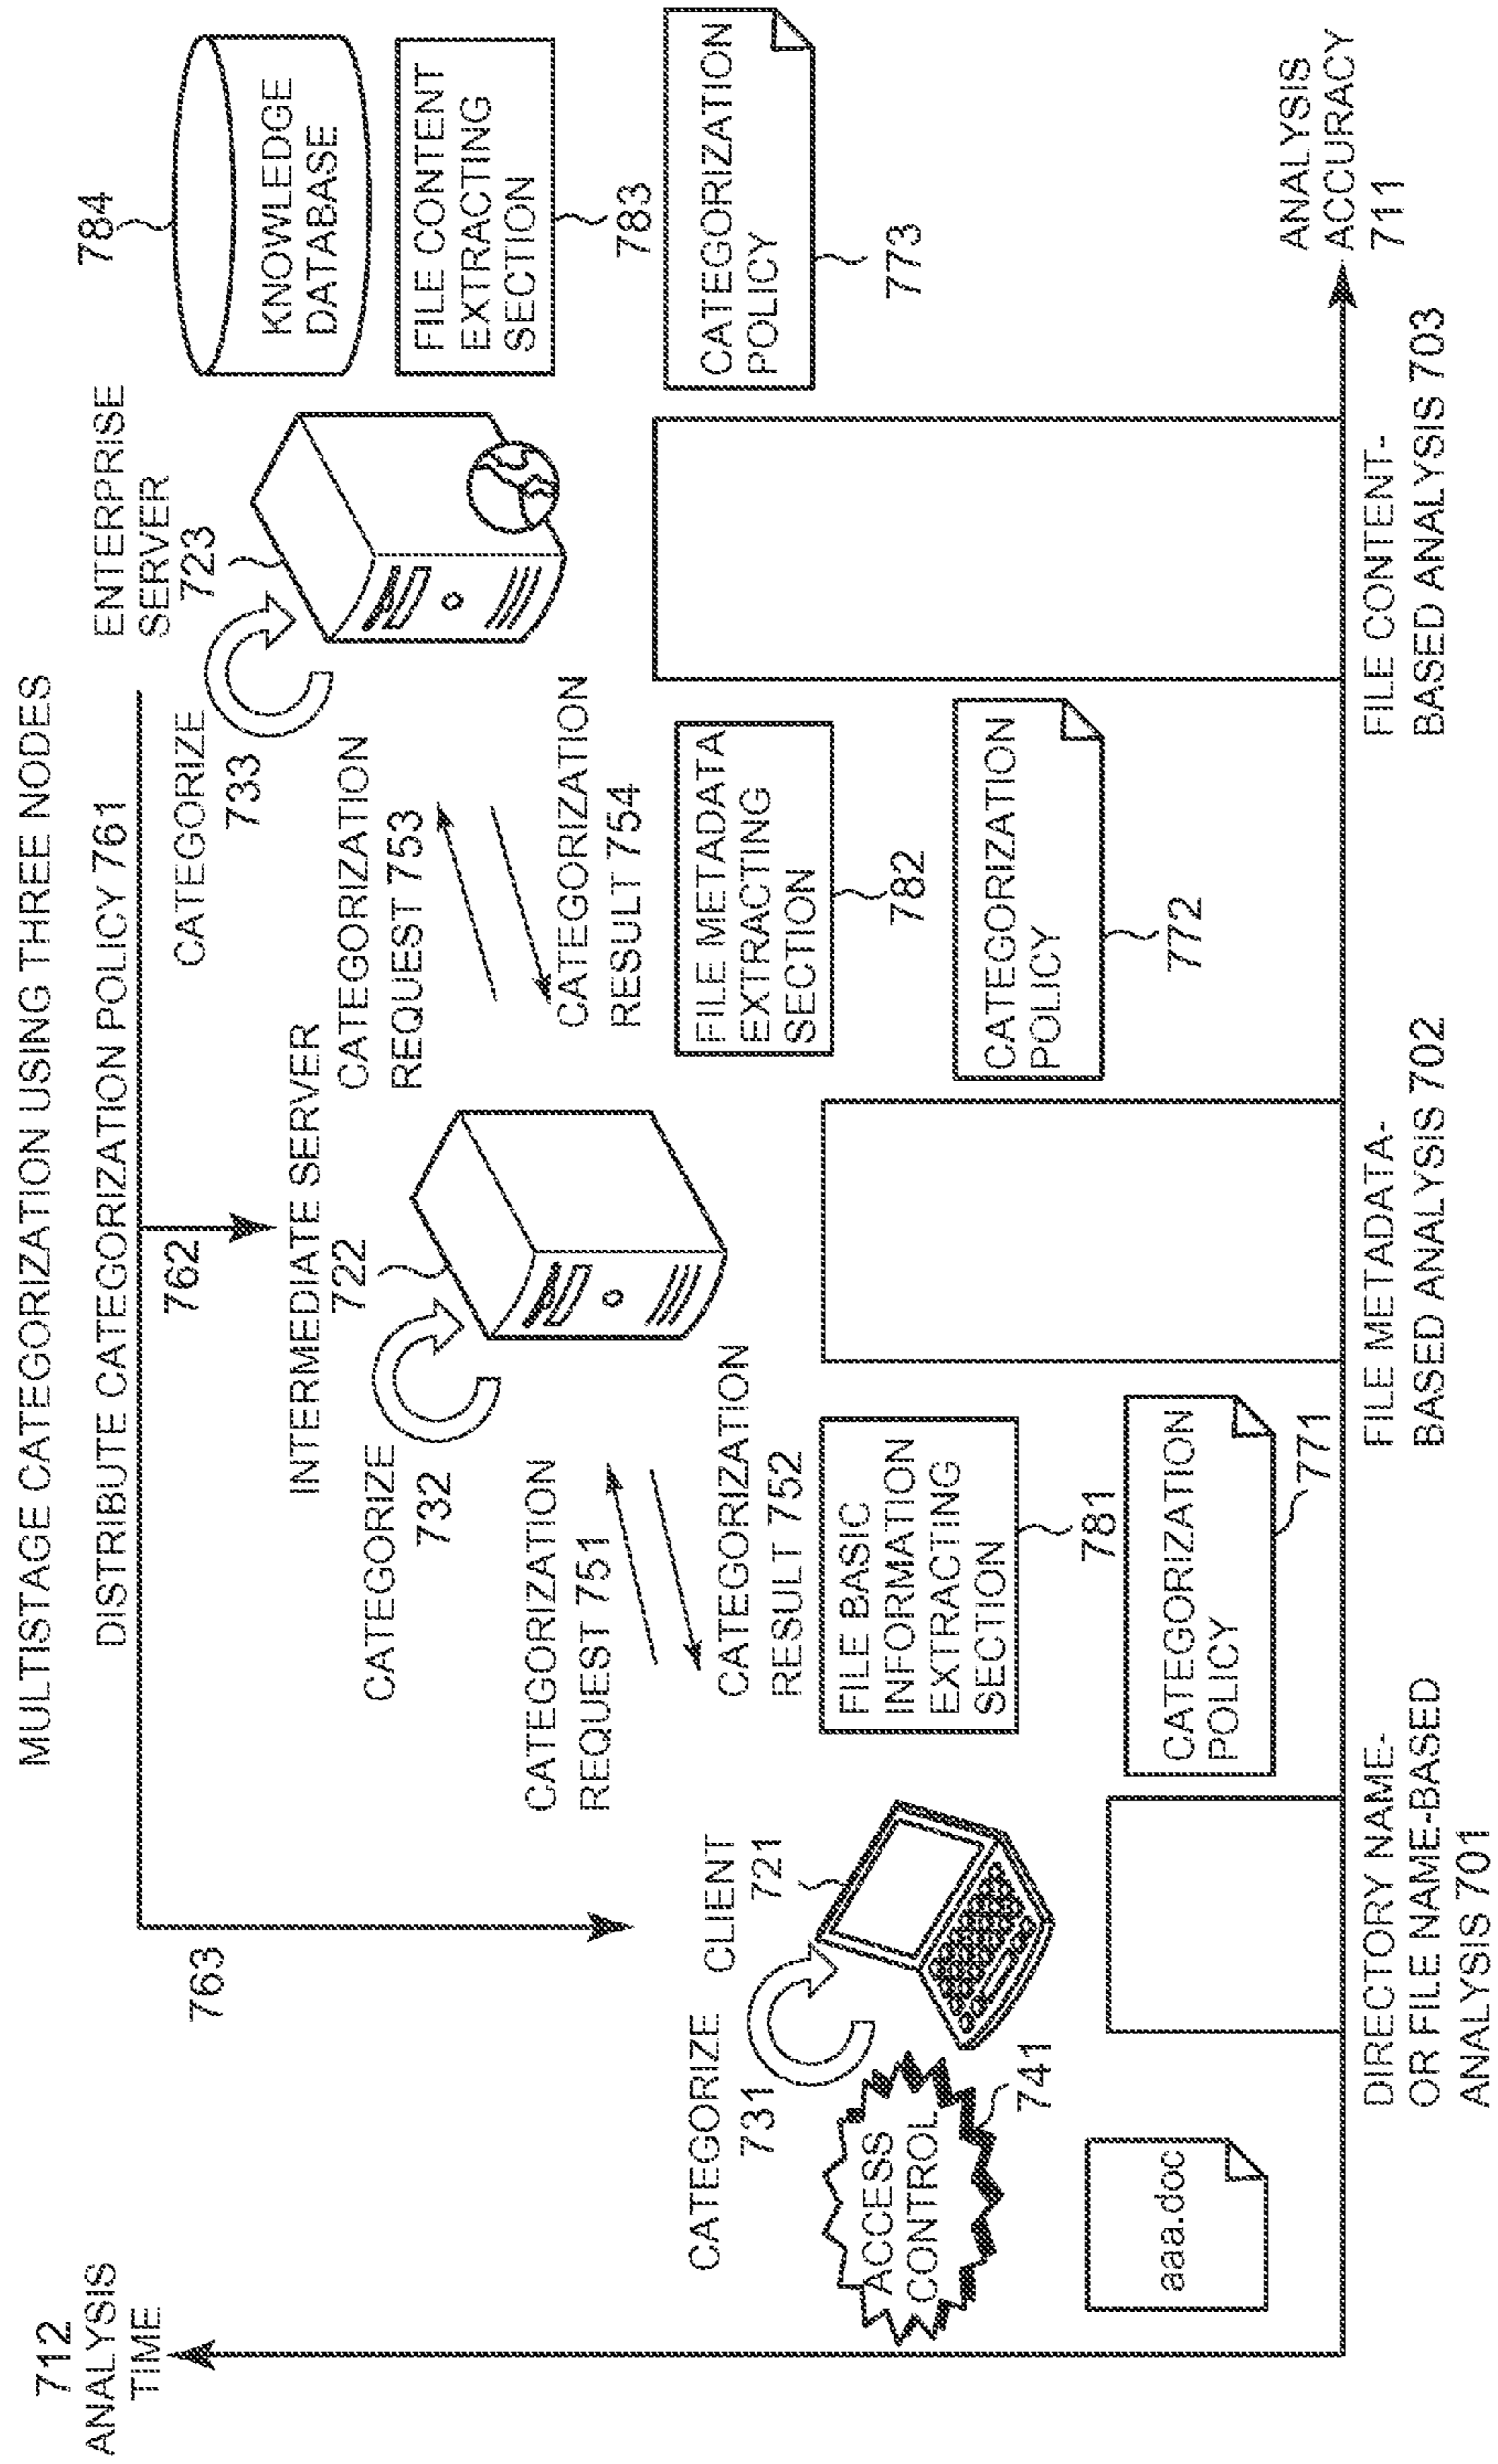 MULTISTAGE CATEGORIZATION USING THREE NODES
712
ANALYSIS
TIME
DISTRIBUTE CATEGORIZATION POLICY 761
763
762
CATEGORIZE
733
ENTERPRISE
SERVER
723
784
KNOWLEDGE
DATABASE
FILE CONTENT
EXTRACTING
SECTION
783
CATEGORIZATION
POLICY
773
INTERMEDIATE SERVER
722
CATEGORIZE
732
CATEGORIZATION
REQUEST 753
CATEGORIZATION
RESULT 754
FILE METADATA
EXTRACTING
SECTION
782
CATEGORIZATION
POLICY
772
CATEGORIZATION
REQUEST 751
CATEGORIZATION
RESULT 752
CLIENT
721
CATEGORIZE
731
ACCESS
CONTROL
741
FILE BASIC
INFORMATION
EXTRACTING
SECTION
781
CATEGORIZATION
POLICY
771
aaa.doc
DIRECTORY NAME-
OR FILE NAME-BASED
ANALYSIS 701
FILE METADATA-
BASED ANALYSIS 702
FILE CONTENT-
BASED ANALYSIS 703
ANALYSIS
ACCURACY
711